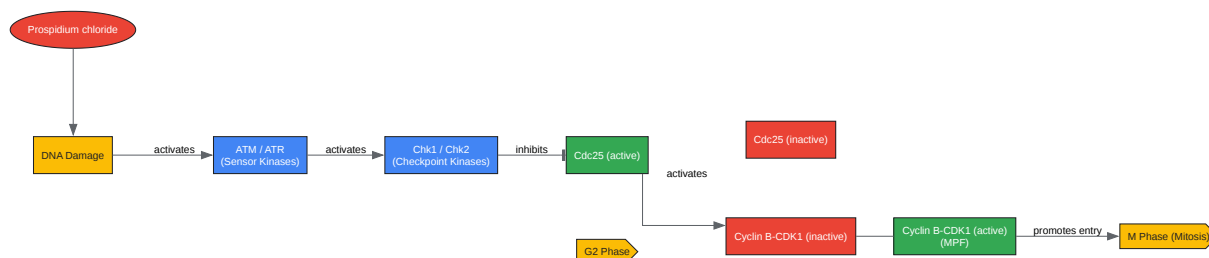 Prospidium chloride
DNA Damage
activates
ATM / ATR
(Sensor Kinases)
activates
Chk1 / Chk2
(Checkpoint Kinases)
inhibits
Cdc25 (active)
Cdc25 (inactive)
activates
Cyclin B-CDK1 (inactive)
Cyclin B-CDK1 (active)
(MPF)
promotes entry
M Phase (Mitosis)
G2 Phase